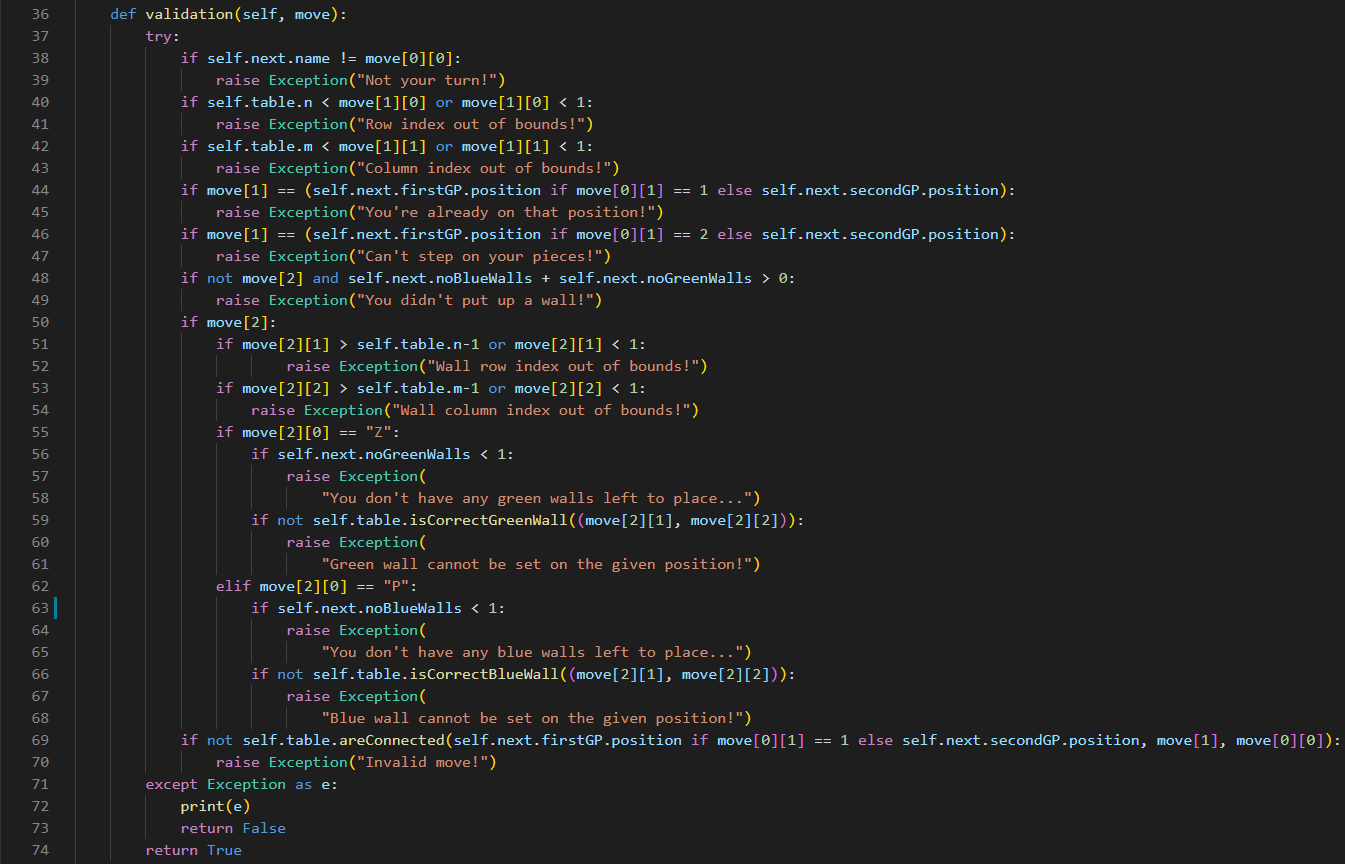 36 def validation(self, move):
37 try:
38 if self.next.name != move[0][0]:
39 raise Exception("Not your turn!")
40 if self.table.n < move[1][0] or move[1][0] < 1:
41 raise Exception("Row index out of bounds!")
42 if self.table.m < move[1][1] or move[1][1] < 1:
43 raise Exception("Column index out of bounds!")
44 if move[1] == (self.next.firstGP.position if move[0][1] == 1 else self.next.secondGP.position):
45 raise Exception("You're already on that position!")
46 if move[1] == (self.next.firstGP.position if move[0][1] == 2 else self.next.secondGP.position):
47 raise Exception("Can't step on your pieces!")
48 if not move[2] and self.next.noBlueWalls + self.next.noGreenWalls > 0:
49 raise Exception("You didn't put up a wall!")
50 if move[2]:
51 if move[2][1] > self.table.n-1 or move[2][1] < 1:
52 raise Exception("Wall row index out of bounds!")
53 if move[2][2] > self.table.m-1 or move[2][2] < 1:
54 raise Exception("Wall column index out of bounds!")
55 if move[2][0] == "Z":
56 if self.next.noGreenWalls < 1:
57 raise Exception(
58 "You don't have any green walls left to place...")
59 if not self.table.isCorrectGreenWall((move[2][1], move[2][2])):
60 raise Exception(
61 "Green wall cannot be set on the given position!")
62 elif move[2][0] == "P":
63 if self.next.noBlueWalls < 1:
64 raise Exception(
65 "You don't have any blue walls left to place...")
66 if not self.table.isCorrectBlueWall((move[2][1], move[2][2])):
67 raise Exception(
68 "Blue wall cannot be set on the given position!")
69 if not self.table.areConnected(self.next.firstGP.position if move[0][1] == 1 else self.next.secondGP.position, move[1], move[0][0]):
70 raise Exception("Invalid move!")
71 except Exception as e:
72 print(e)
73 return False
74 return True